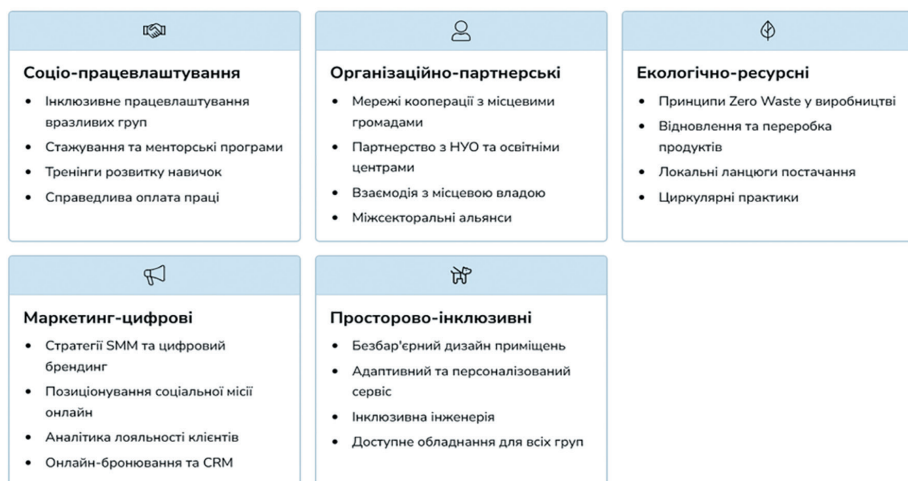 Соціо-працевлаштування
Інклюзивне працевлаштування
вразливих груп
Стажування та менторські програми
Тренінги розвитку навичок
Справедлива оплата праці
Організаційно-партнерські
Мережі кооперації з місцевими
громадами
Партнерство з НУО та освітніми
центрами
Взаємодія з місцевою владою
Міжсекторальні альянси
Екологічно-ресурсні
Принципи Zero Waste у виробництві
Відновлення та переробка
продуктів
Локальні ланцюги постачання
Циркулярні практики
Маркетинг-цифрові
Стратегії SMM та цифровий
брендинг
Позиціонування соціальної місії
онлайн
Аналітика лояльності клієнтів
Онлайн-бронювання та CRM
Просторово-інклюзивні
Безбар'єрний дизайн приміщень
Адаптивний та персоналізований
сервіс
Інклюзивна інженерія
Доступне обладнання для всіх груп